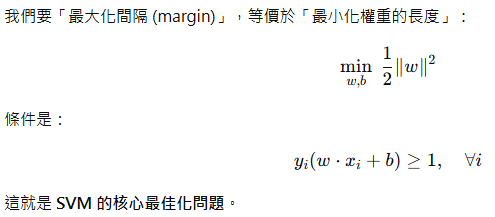 我們要「最大化間隔 (margin)」，等價於「最小化權重的長度」：
min_{w,b} \frac{1}{2}\|w\|^2
條件是：
y_i(w · x_i + b) ≥ 1, ∀i
這就是 SVM 的核心最佳化問題。